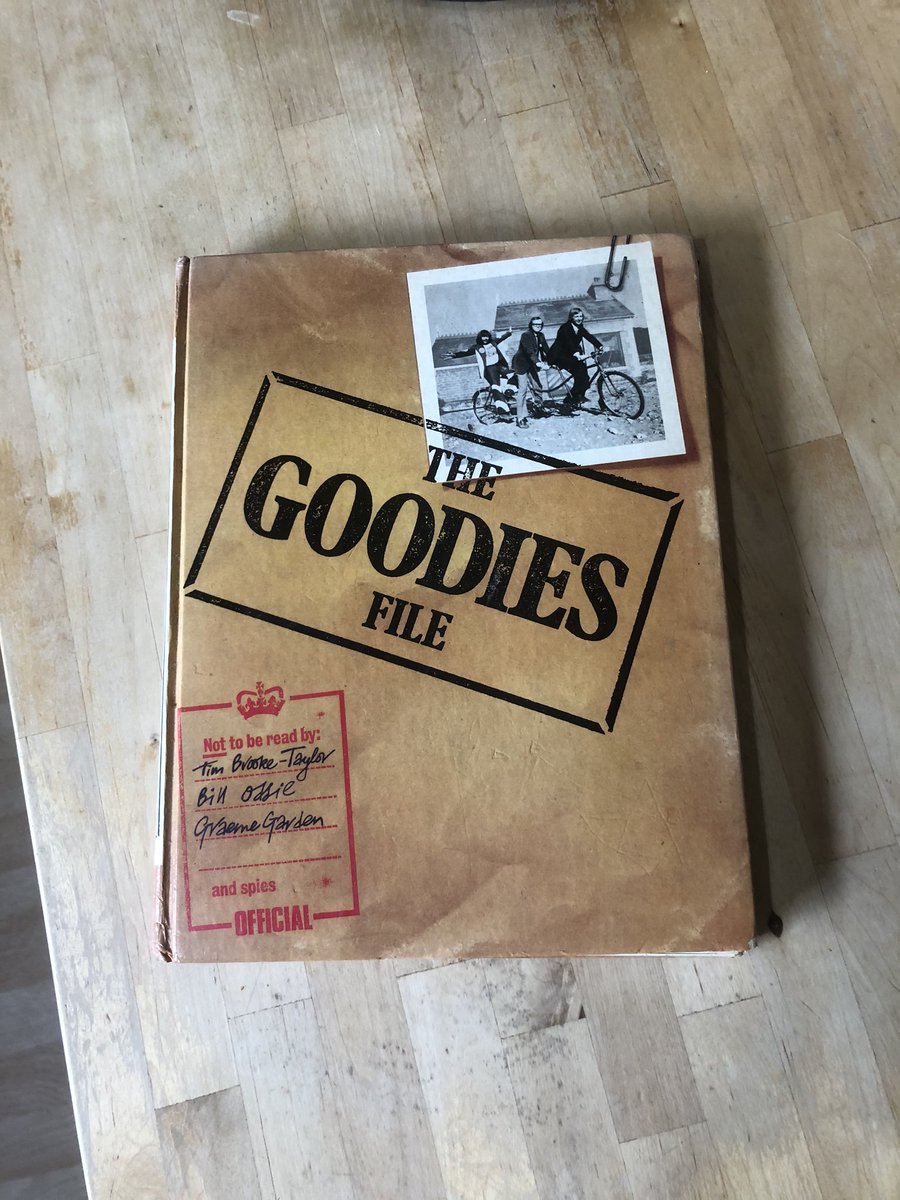 THE
GOODIES
FILE
Not to be read by:
Tim Brooke-Taylor
Bill Oddie
Graeme Garden
and spies
OFFICIAL